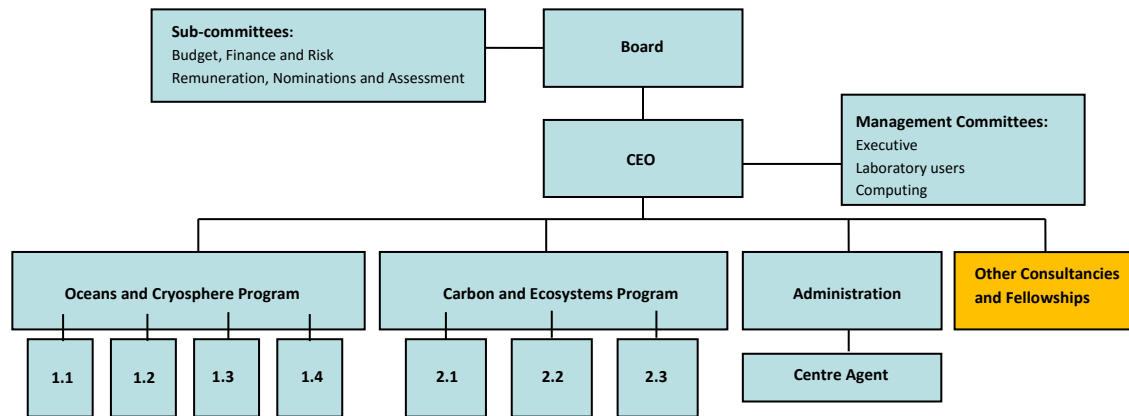 Sub-committees:
Budget, Finance and Risk
Remuneration, Nominations and Assessment
Board
CEO
Management Committees:
Executive
Laboratory users
Computing
Oceans and Cryosphere Program
Carbon and Ecosystems Program
Administration
Other Consultancies
and Fellowships
1.1
1.2
1.3
1.4
2.1
2.2
2.3
Centre Agent